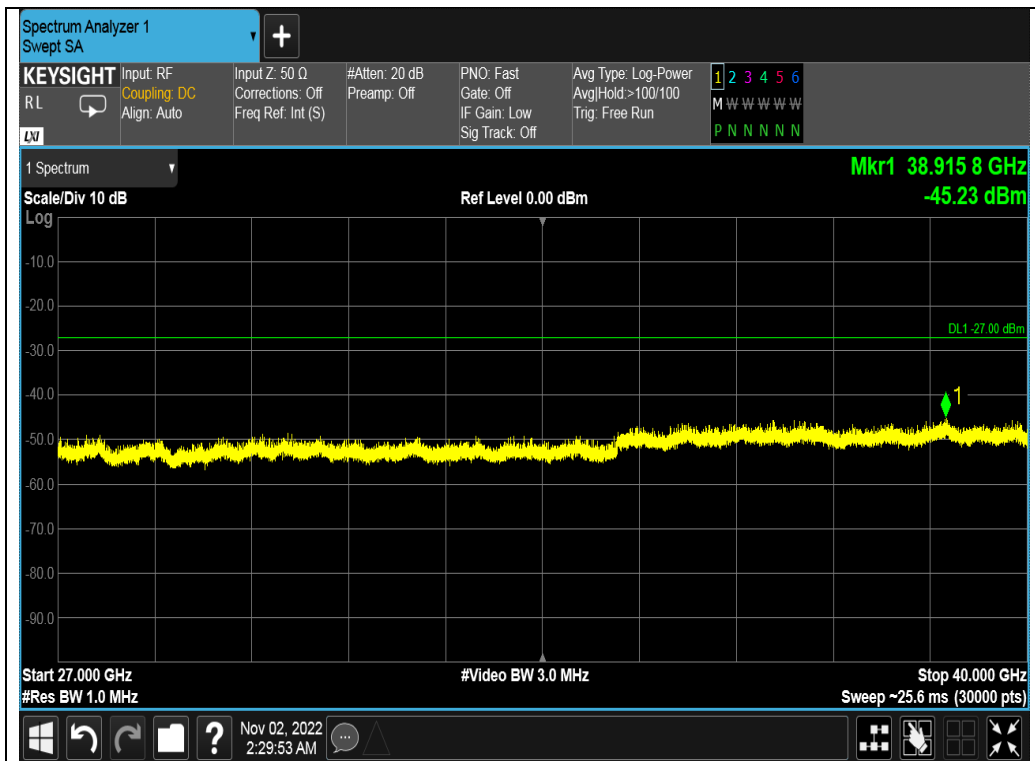 Spectrum Analyzer 1
Swept SA
+
KEYSIGHT
RL
LXI
Input: RF
Coupling: DC
Align: Auto
Input Z: 50 Ω
Corrections: Off
Freq Ref: Int (S)
#Atten: 20 dB
Preamp: Off
PNO: Fast
Gate: Off
IF Gain: Low
Sig Track: Off
Avg Type: Log-Power
Avg|Hold:>100/100
Trig: Free Run
1 2 3 4 5 6
M W W W W W
P N N N N N
1 Spectrum
Mkr1 38.915 8 GHz
-45.23 dBm
Scale/Div 10 dB
Ref Level 0.00 dBm
Log
-10.0
-20.0
DL1 -27.00 dBm
-30.0
-40.0
1
-50.0
-60.0
-70.0
-80.0
-90.0
Start 27.000 GHz
#Video BW 3.0 MHz
Stop 40.000 GHz
#Res BW 1.0 MHz
Sweep ~25.6 ms (30000 pts)
?
Nov 02, 2022
2:29:53 AM